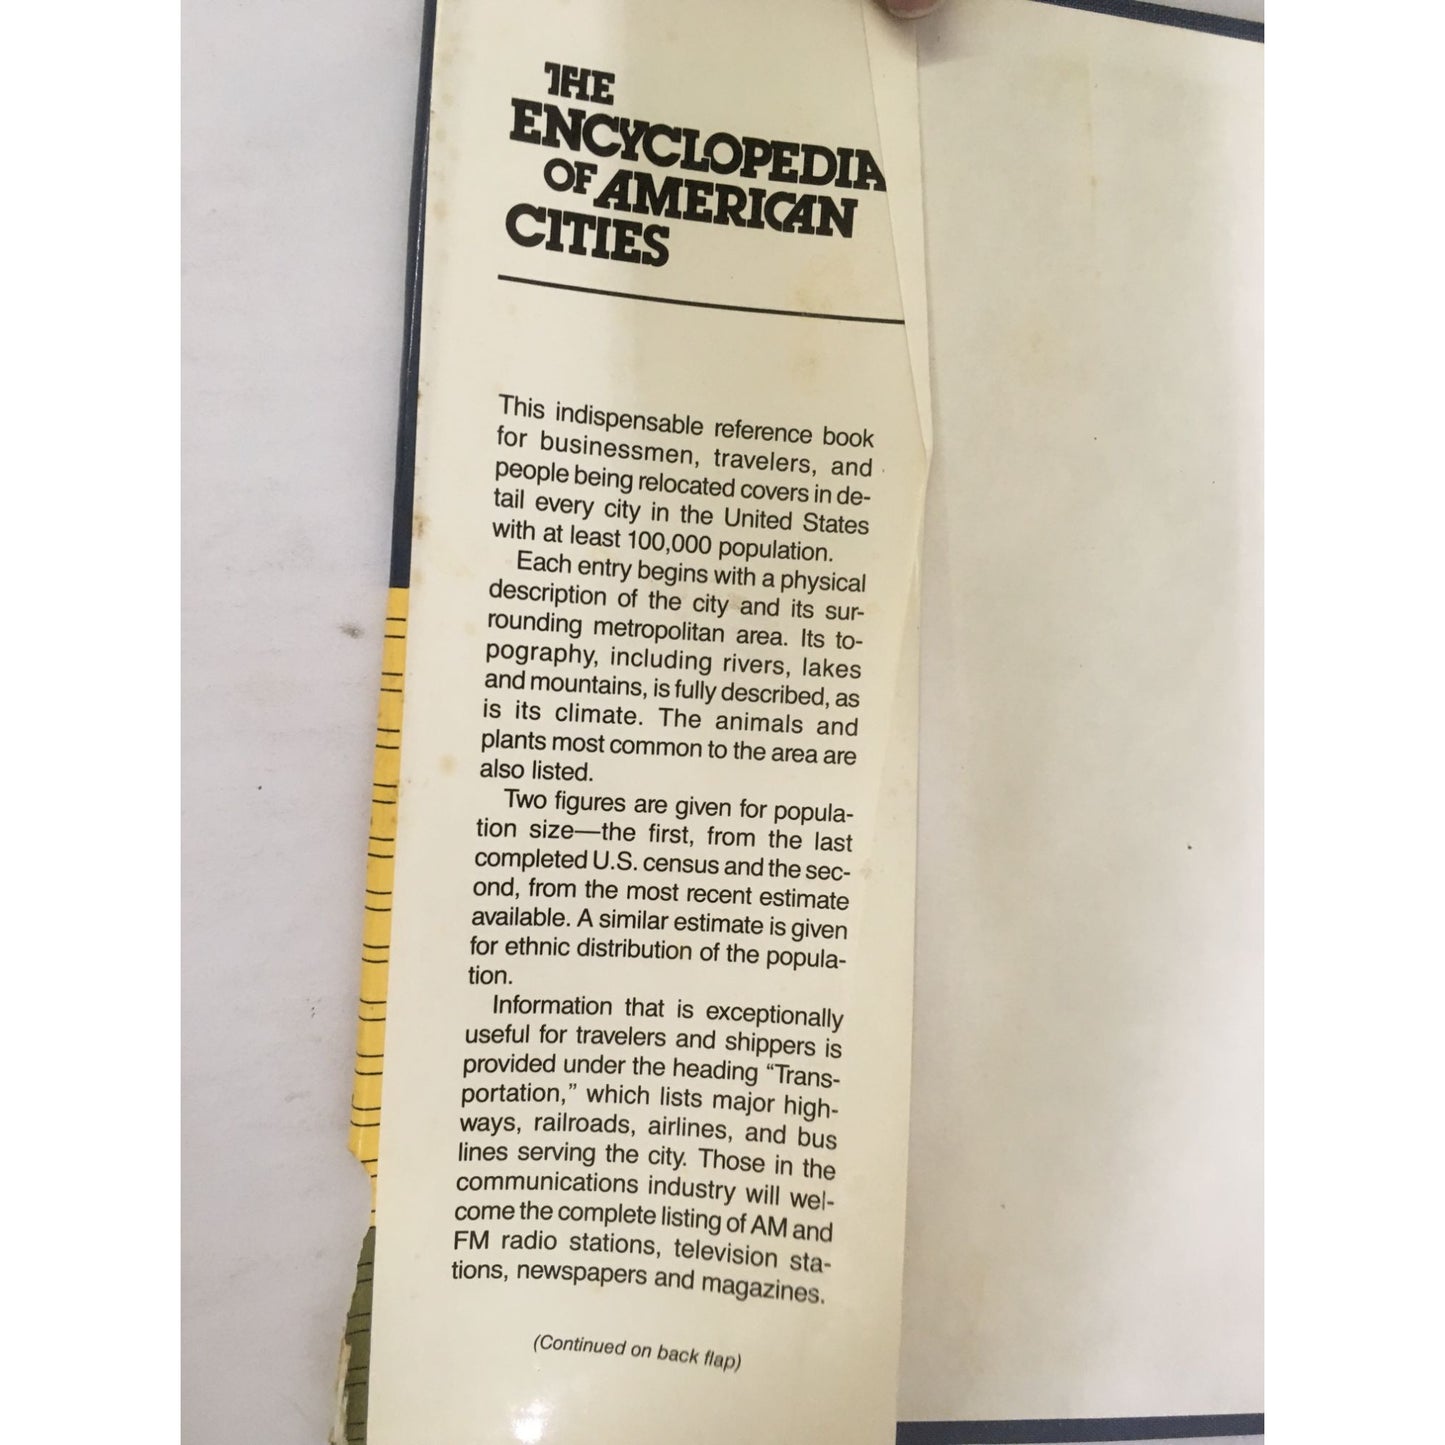 THE
ENCYCLOPEDIA
OF AMERICAN
CITIES
This indispensable reference book
for businessmen, travelers, and
people being relocated covers in de-
tail every city in the United States
with at least 100,000 population.
Each entry begins with a physical
description of the city and its sur-
rounding metropolitan area. Its to-
pography, including rivers, lakes
and mountains, is fully described, as
is its climate. The animals and
plants most common to the area are
also listed.
Two figures are given for popula-
tion size—the first, from the last
completed U.S. census and the sec-
ond, from the most recent estimate
available. A similar estimate is given
for ethnic distribution of the popula-
tion.
Information that is exceptionally
useful for travelers and shippers is
provided under the heading “Trans-
portation,” which lists major high-
ways, railroads, airlines, and bus
lines serving the city. Those in the
communications industry will wel-
come the complete listing of AM and
FM radio stations, television sta-
tions, newspapers and magazines.
(Continued on back flap)